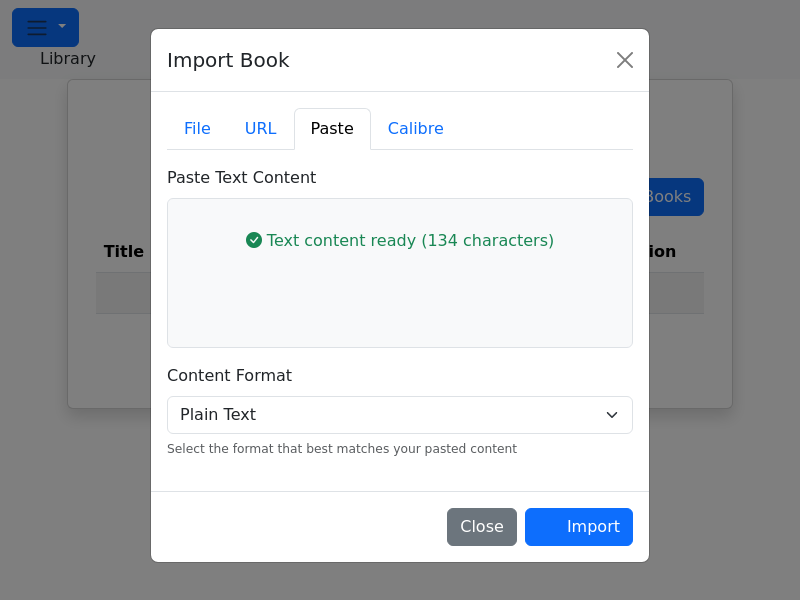 Library
Import Book
File URL Paste Calibre
Paste Text Content
Text content ready (134 characters)
Books
Title
Content Format
Plain Text
Select the format that best matches your pasted content
Close Import